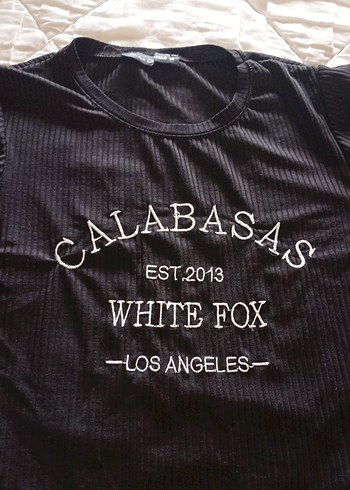 CALABASAS
EST.2013
WHITE FOX
LOS ANGELES